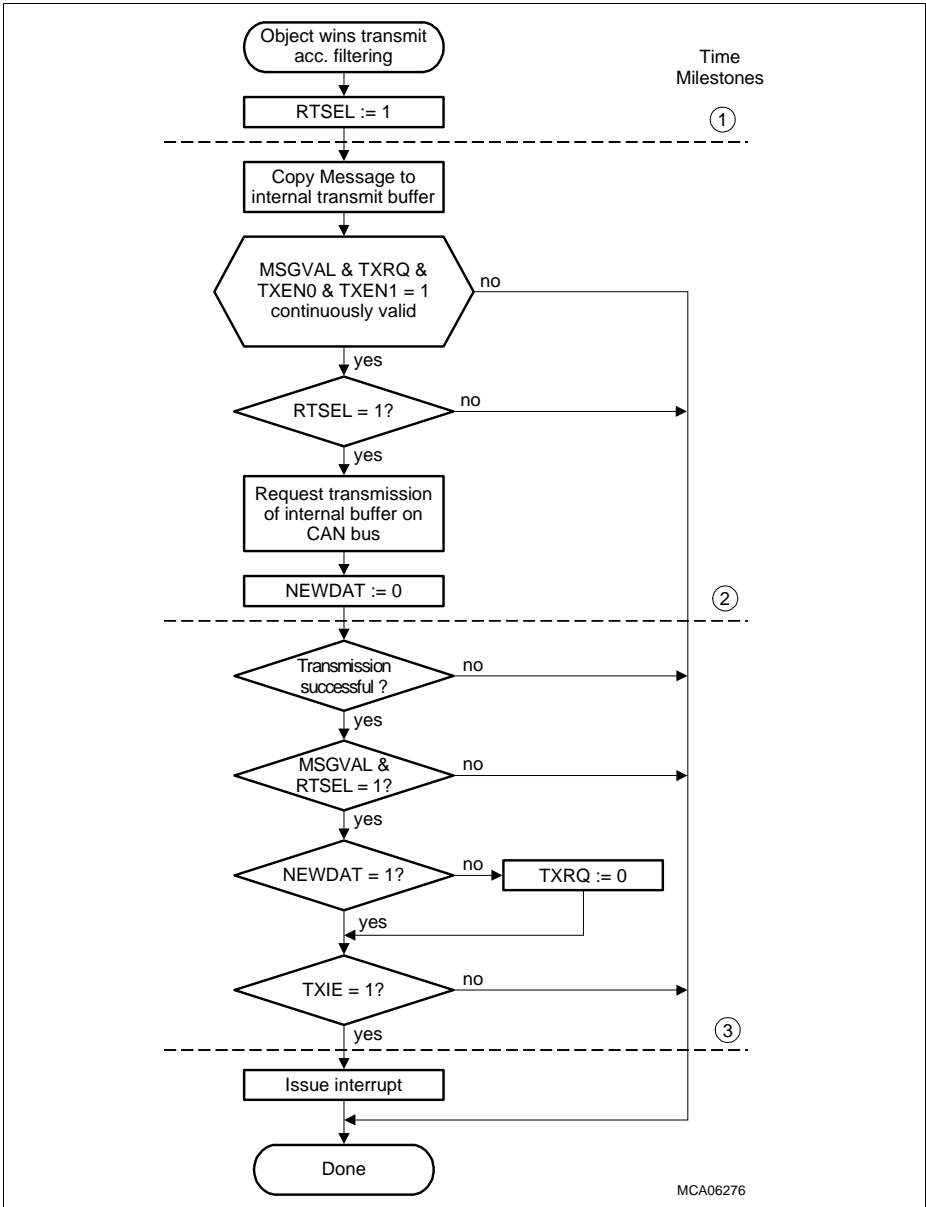 Object wins transmit
acc. filtering
Time
Milestones
RTSEL := 1
1
Copy Message to
internal transmit buffer
MSGVAL & TXRQ &
TXEN0 & TXEN1 = 1
continuously valid
no
yes
RTSEL = 1?
no
yes
Request transmission
of internal buffer on
CAN bus
NEWDAT := 0
2
Transmission
successful ?
no
yes
MSGVAL &
RTSEL = 1?
no
yes
NEWDAT = 1?
no
TXRQ := 0
yes
TXIE = 1?
no
yes
3
Issue interrupt
Done
MCA06276